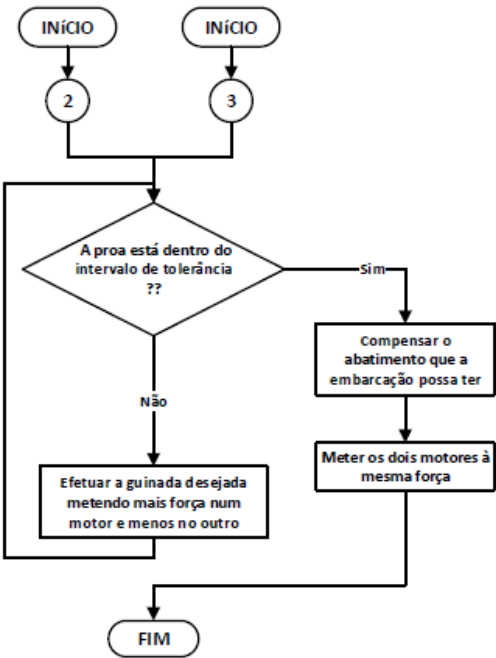 INíCIO
INíCIO
2
3
A proa está dentro do
intervalo de tolerância
??
Sim
Compensar o
abatimento que a
embarcação possa ter
Não
Meter os dois motores à
mesma força
Efetuar a guinada desejada
metendo mais força num
motor e menos no outro
FIM